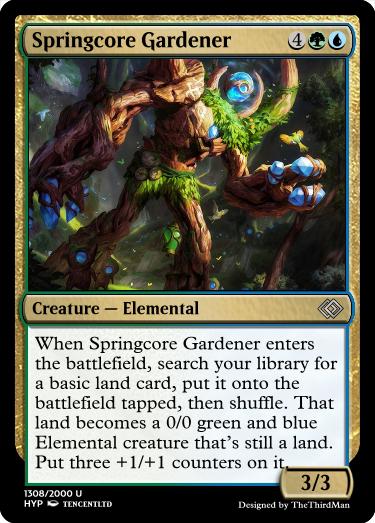 Springcore Gardener 4
Creature — Elemental
When Springcore Gardener enters
the battlefield, search your library for
a basic land card, put it onto the
battlefield tapped, then shuffle. That
land becomes a 0/0 green and blue
Elemental creature that's still a land.
Put three +1/+1 counters on it.
3/3
1308/2000 U
HYP TENCENTLTD
Designed by TheThirdMan